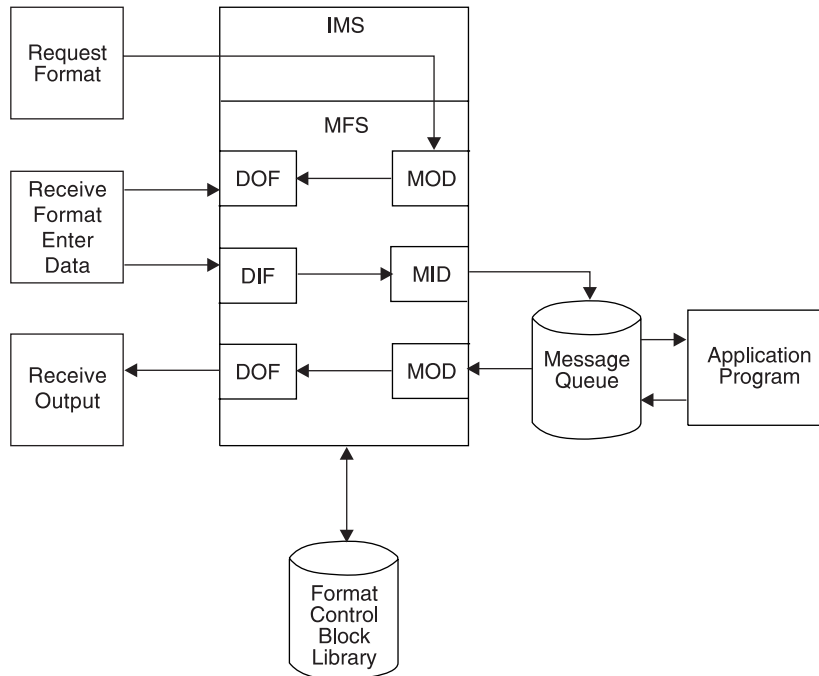 IMS
Request
Format
MFS
DOF
MOD
Receive
Format
Enter
Data
DIF
MID
DOF
MOD
Message
Queue
Application
Program
Receive
Output
Format
Control
Block
Library